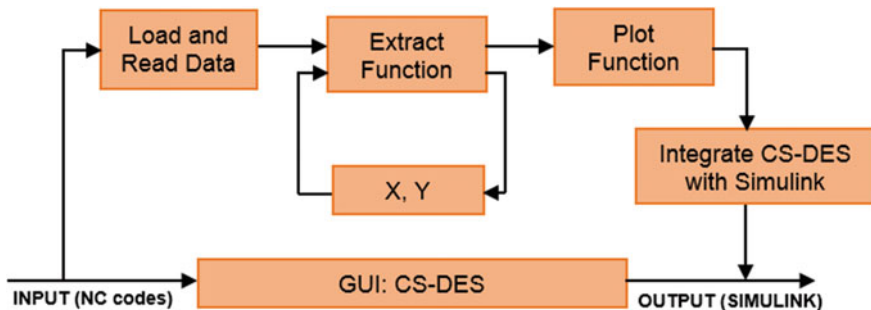 Load and
Read Data
Extract
Function
Plot
Function
Integrate CS-DES
with Simulink
X, Y
GUI: CS-DES
INPUT (NC codes)
OUTPUT (SIMULINK)